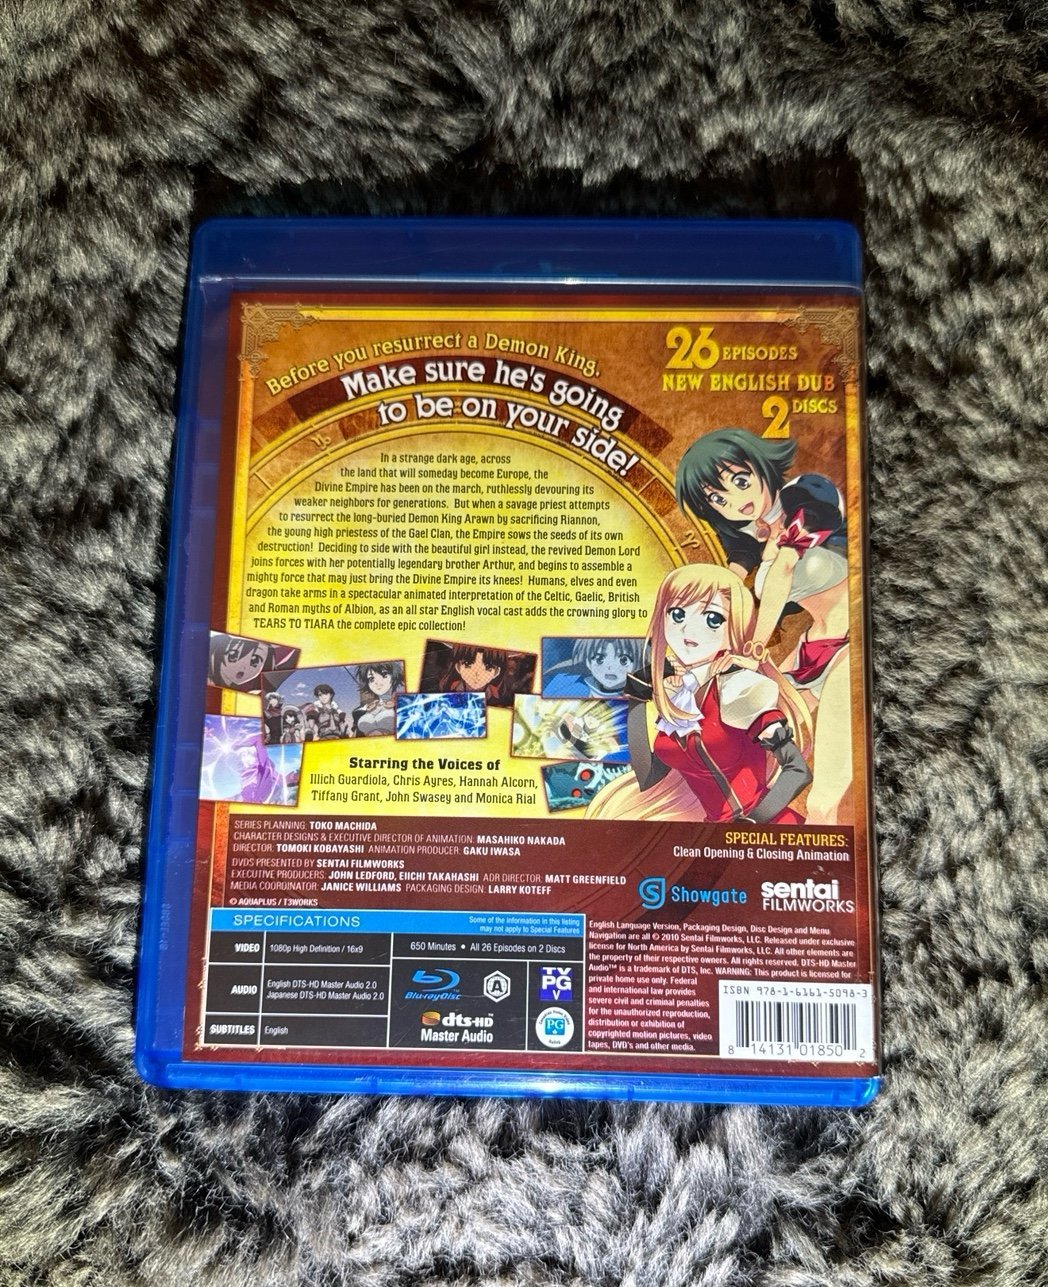 Before you resurrect a Demon King,
Make sure he's going
to be on your side!
26 EPISODES
NEW ENGLISH DUB
2 DISCS
In a strange dark age, across
the land that will someday become Europe, the
Divine Empire has been on the march, ruthlessly devouring its
weaker neighbors for generations. But when a savage priest attempts
to resurrect the long-buried Demon King Arawn by sacrificing Riannon,
the young high priestess of the Gael Clan, the Empire sows the seeds of its own
destruction! Deciding to side with the beautiful girl instead, the revived Demon Lord
joins forces with her potentially legendary brother Arthur, and begins to assemble a
mighty force that may just bring the Divine Empire its knees! Humans, elves and even
dragon take arms in a spectacular animated interpretation of the Celtic, Gaelic, British
and Roman myths of Albion, as an all star English vocal cast adds the crowning glory to
TEARS TO TIARA the complete epic collection!
Starring the Voices of
Illich Guardiola, Chris Ayres, Hannah Alcorn,
Tiffany Grant, John Swasey and Monica Rial
SERIES PLANNING: TOKO MACHIDA
CHARACTER DESIGNS & EXECUTIVE DIRECTOR OF ANIMATION: MASAHIKO NAKADA
DIRECTOR: TOMOKI KOBAYASHI ANIMATION PRODUCER: GAKU IWASA
DVDS PRESENTED BY SENTAI FILMWORKS
EXECUTIVE PRODUCERS: JOHN LEDFORD, EIICHI TAKAHASHI ADR DIRECTOR: MATT GREENFIELD
MEDIA COORDINATOR: JANICE WILLIAMS PACKAGING DESIGN: LARRY KOTEFF
© AQUAPLUS / T3WORKS
SPECIAL FEATURES:
Clean Opening & Closing Animation
Showgate
sentai
FILMWORKS
SPECIFICATIONS
Some of the information in this listing
may not apply to Special Features
VIDEO
1080p High Definition / 16x9
650 Minutes • All 26 Episodes on 2 Discs
AUDIO
English DTS-HD Master Audio 2.0
Japanese DTS-HD Master Audio 2.0
SUBTITLES
English
Blu-ray Disc
A
TV
PG
V
dts-HD
Master Audio
PG
English Language Version, Packaging Design, Disc Design and Menu
Navigation are all © 2010 Sentai Filmworks, LLC. Released under exclusive
license for North America by Sentai Filmworks, LLC. All other elements are
the property of their respective owners. All rights reserved. DTS-HD Master
Audio™ is a trademark of DTS, Inc. WARNING: This product is licensed for
private home use only. Federal
and international law provides
severe civil and criminal penalties
for the unauthorized reproduction,
distribution or exhibition of
copyrighted motion pictures, video
tapes, DVD's and other media.
ISBN 978-1-6161-5098-3
8 14131 01850 2